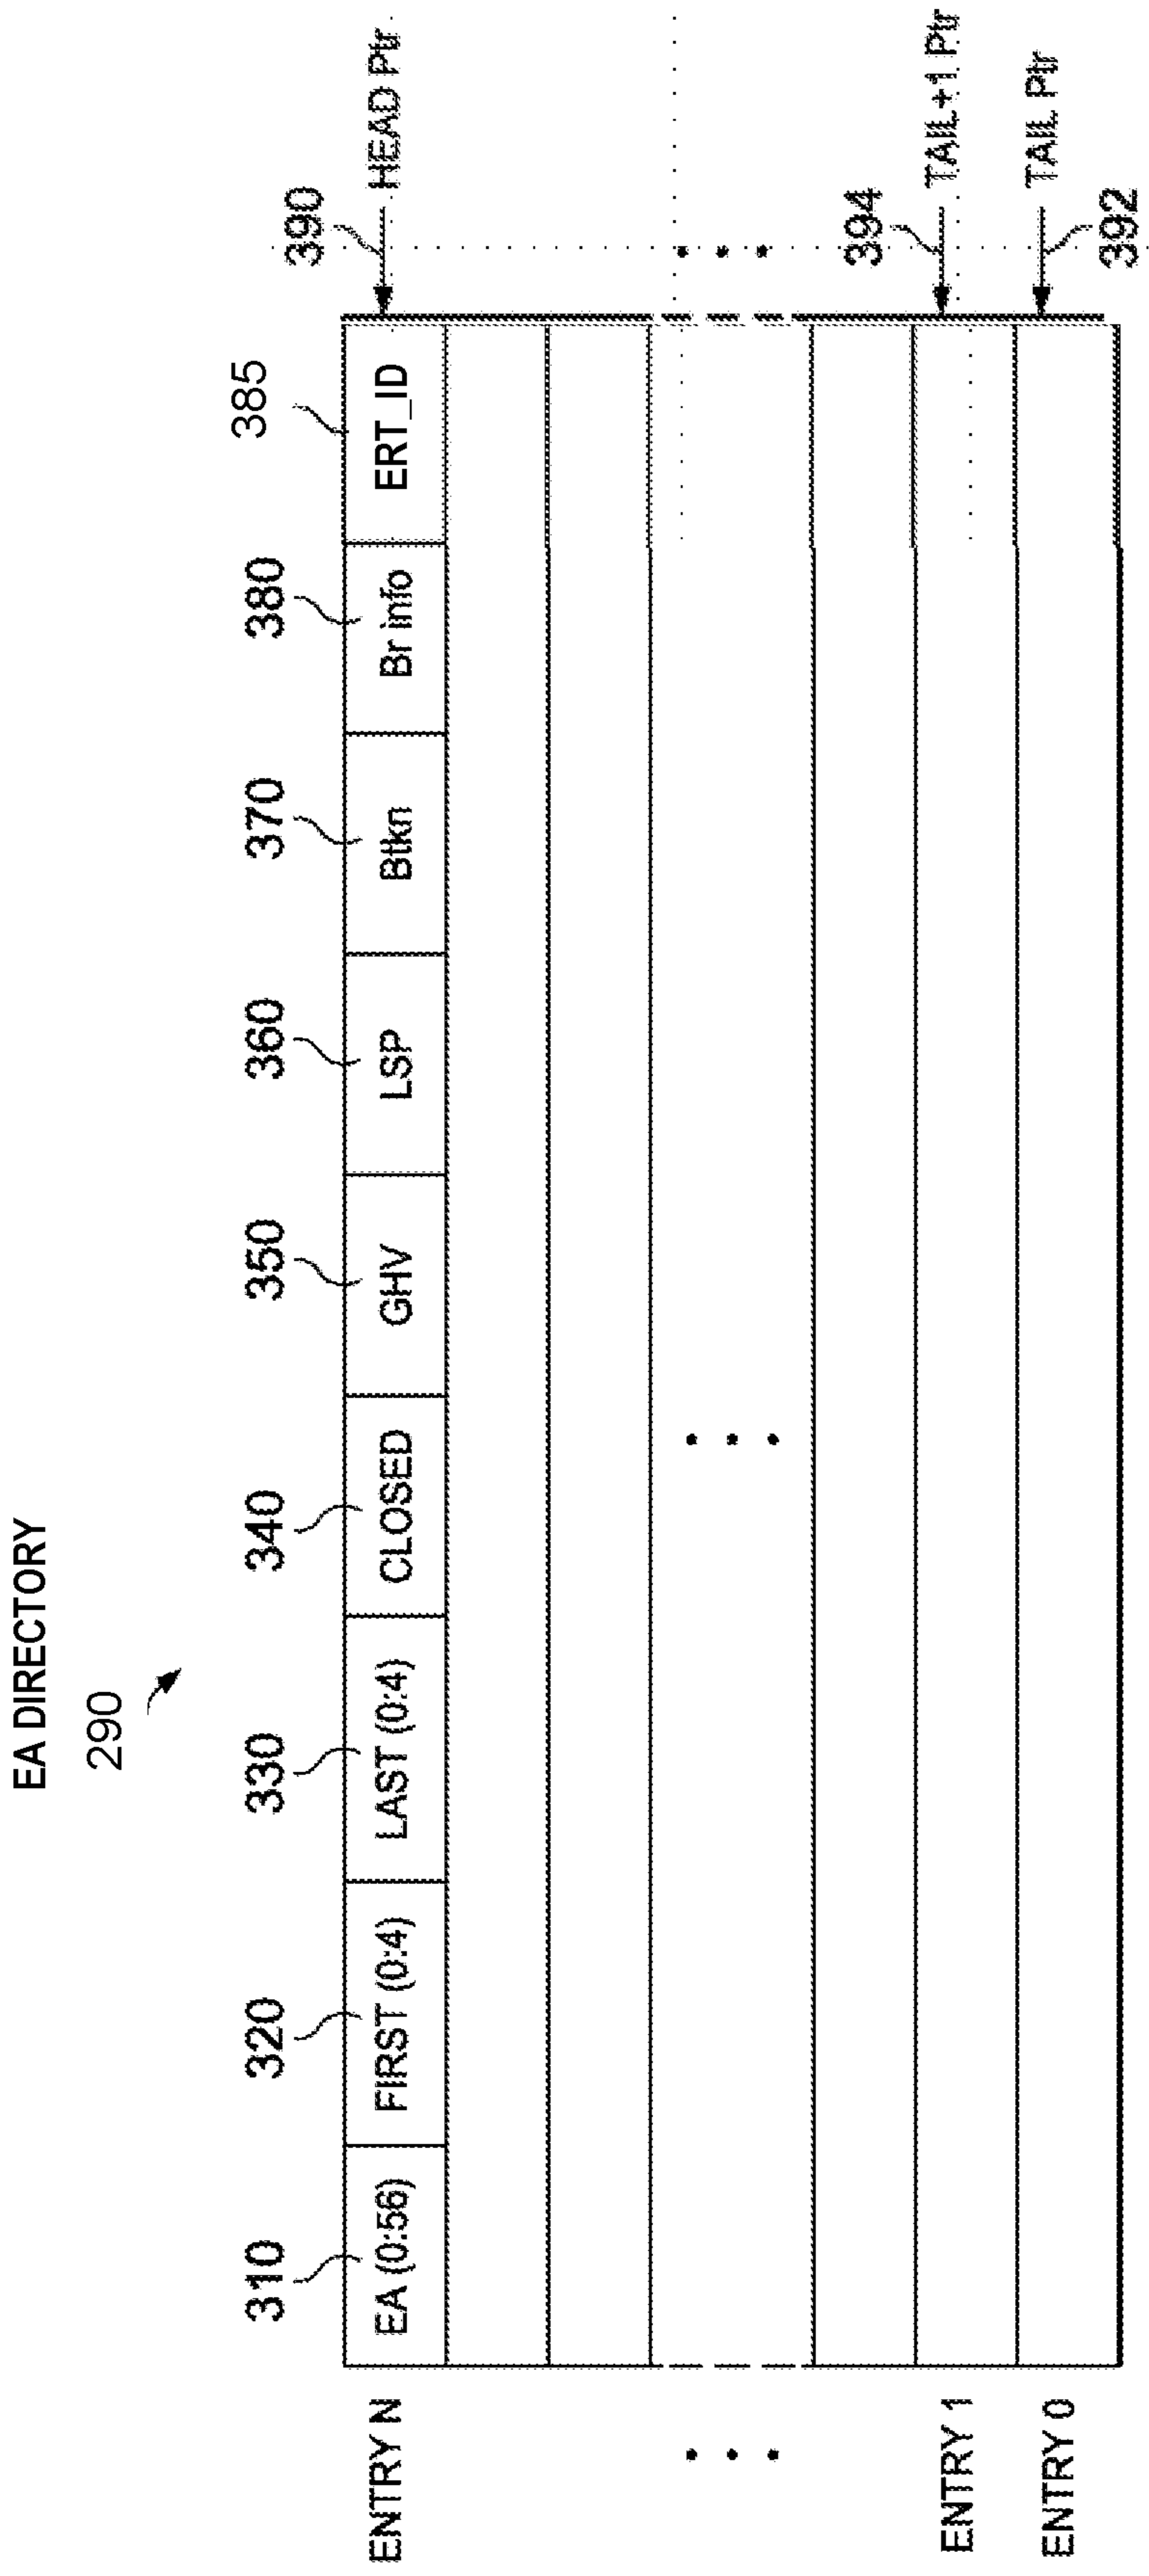 EA DIRECTORY
290
310 320 330 340 350 360 370 380 385
390
ENTRY N EA (0:56) FIRST (0:4) LAST (0:4) CLOSED GHV LSP Btkn Br info ERT_ID HEAD Ptr
394
ENTRY 1 TAIL+1 Ptr
ENTRY 0 TAIL Ptr
392